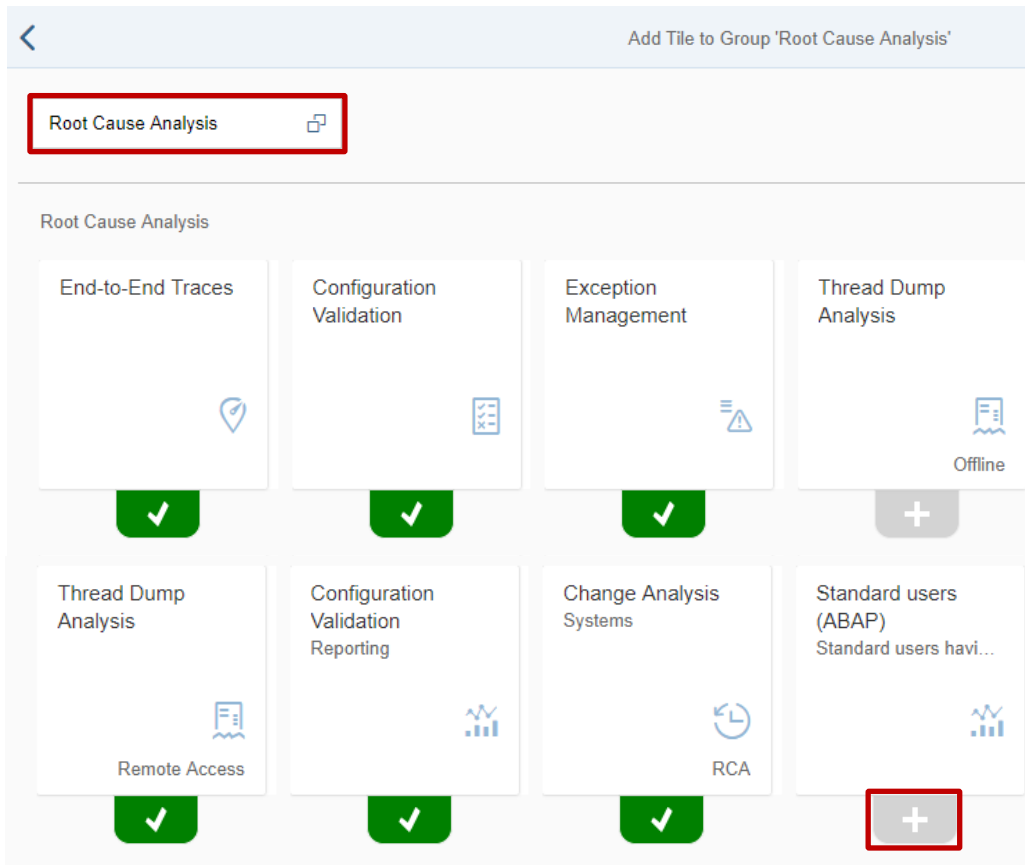 Add Tile to Group 'Root Cause Analysis'
Root Cause Analysis
Root Cause Analysis
End-to-End Traces
Configuration
Validation
Exception
Management
Thread Dump
Analysis
Offline
Thread Dump
Analysis
Remote Access
Configuration
Validation
Reporting
Change Analysis
Systems
RCA
Standard users
(ABAP)
Standard users havi...